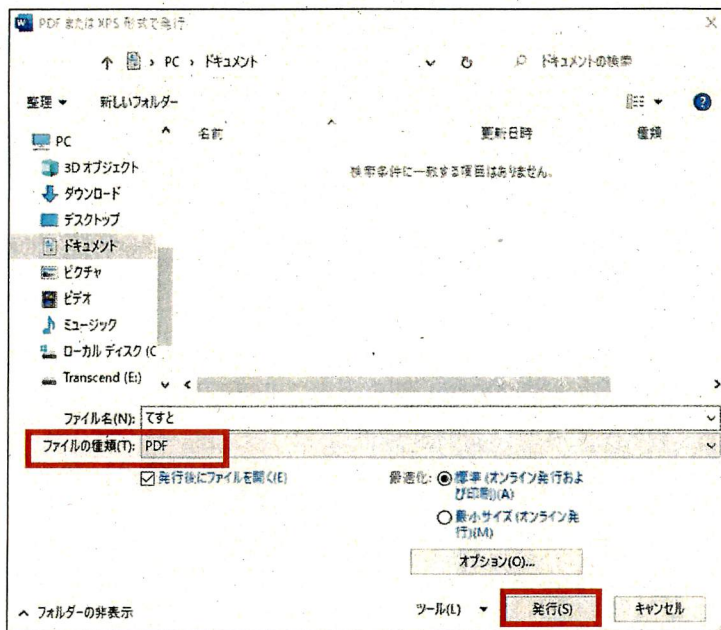 PDF または XPS 形式で発行
PC › ドキュメント
ドキュメントの検索
整理
新しいフォルダー
名前
更新日時
種類
検索条件に一致する項目はありません。
PC
3D オブジェクト
ダウンロード
デスクトップ
ドキュメント
ピクチャ
ビデオ
ミュージック
ローカル ディスク (C
Transcend (E:)
ファイル名(N): てすと
ファイルの種類(T): PDF
発行後にファイルを開く(E)
最適化:
標準 (オンライン発行およ
び印刷)(A)
最小サイズ (オンライン発
行)(M)
オプション(O)...
フォルダーの非表示
ツール(L)
発行(S)
キャンセル